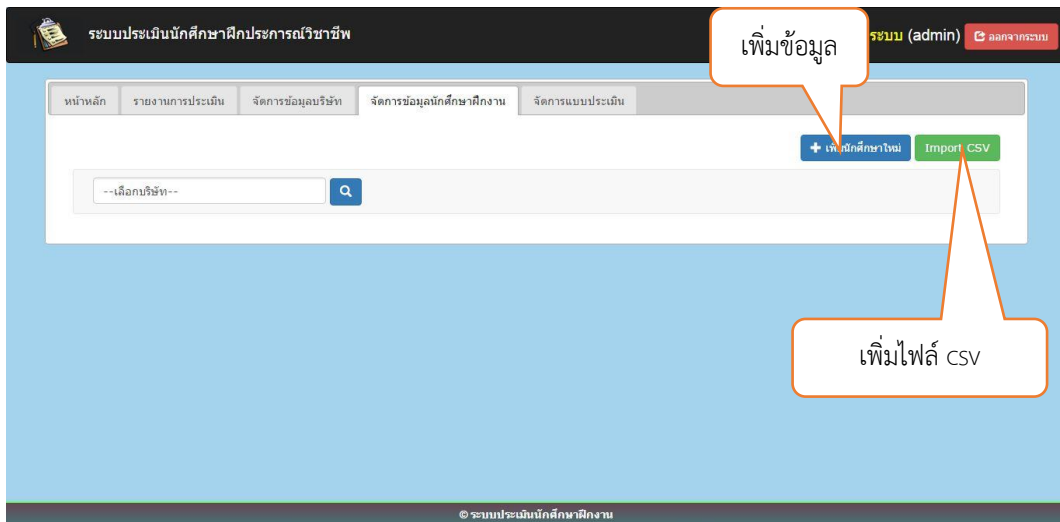 ระบบประเมินนักศึกษาฝึกประการณ์วิชาชีพ
เพิ่มข้อมูล
ระบบ (admin)
ออกจากระบบ
หน้าหลัก
รายงานการประเมิน
จัดการข้อมูลบริษัท
จัดการข้อมูลนักศึกษาฝึกงาน
จัดการแบบประเมิน
เพิ่มนักศึกษาใหม่
Import CSV
--เลือกบริษัท--
เพิ่มไฟล์ CSV
© ระบบประเมินนักศึกษาฝึกงาน